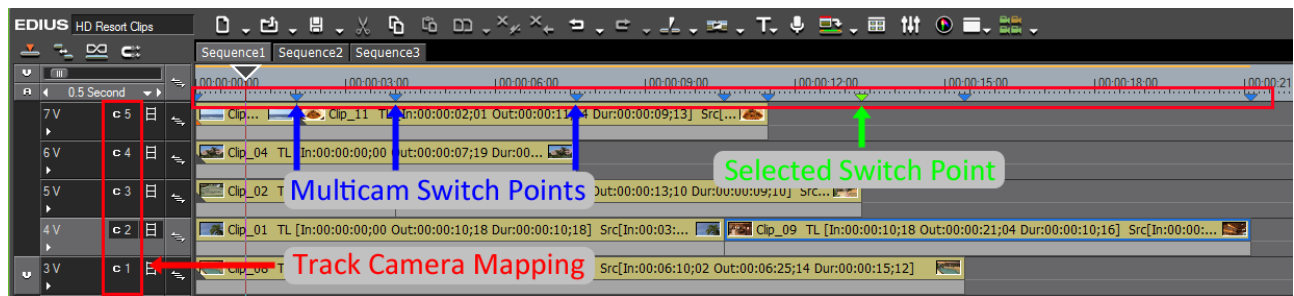 EDIUS HD Resort Clips
Sequence1 Sequence2 Sequence3
00:00:00:00 00:00:03:00 00:00:06:00 00:00:09:00 00:00:12:00 00:00:15:00 00:00:18:00 00:00:21
0.5 Second
7 V C 5 Clip... Clip_11 TL In:00:00:02;01 Out:00:00:11 Dur:00:00:09;13] Src[...
6 V C 4 Clip_04 TL [In:00:00:00;00 Out:00:00:07;19 Dur:00...
Selected Switch Point
5 V C 3 Clip_02 Out:00:00:13;10 Dur:00:00:09;10] Src...
Multicam Switch Points
4 V C 2 Clip_01 TL [In:00:00:00;00 Out:00:00:10;18 Dur:00:00:10;18] Src[In:00:03:... Clip_09 TL [In:00:00:10;18 Out:00:00:21;04 Dur:00:00:10;16] Src[In:00:00:...
3 V C 1 Src[In:00:06:10;02 Out:00:06:25;14 Dur:00:00:15;12]
Track Camera Mapping